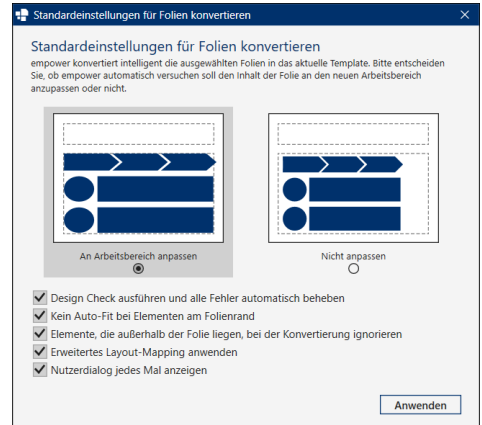 Standardeinstellungen für Folien konvertieren
Standardeinstellungen für Folien konvertieren
empower konvertiert intelligent die ausgewählten Folien in das aktuelle Template. Bitte entscheiden
Sie, ob empower automatisch versuchen soll den Inhalt der Folie an den neuen Arbeitsbereich
anzupassen oder nicht.
An Arbeitsbereich anpassen
Nicht anpassen
Design Check ausführen und alle Fehler automatisch beheben
Kein Auto-Fit bei Elementen am Folienrand
Elemente, die außerhalb der Folie liegen, bei der Konvertierung ignorieren
Erweitertes Layout-Mapping anwenden
Nutzerdialog jedes Mal anzeigen
Anwenden